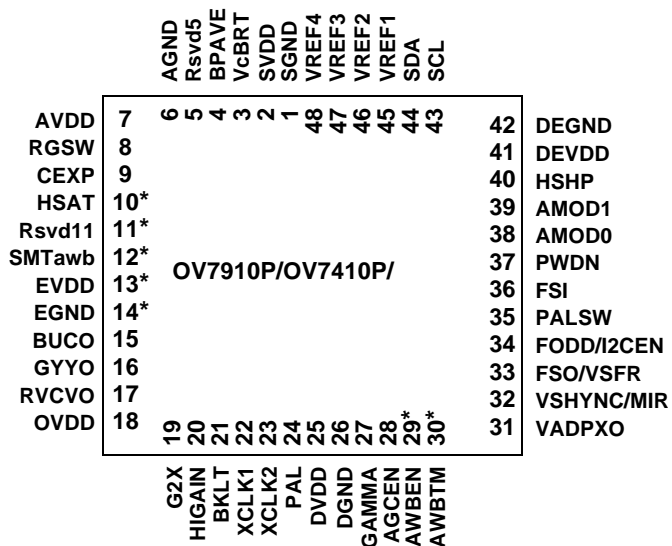 AGND
Rsvd5
BPAVE
VcBRT
SVDD
SGND
VREF4
VREF3
VREF2
VREF1
SDA
SCL
6
5
4
3
2
1
48
47
46
45
44
43
AVDD 7
RGSW 8
CEXP 9
HSAT 10*
Rsvd11 11*
SMTawb 12*
EVDD 13*
EGND 14*
BUCO 15
GYYO 16
RVCVO 17
OVDD 18
OV7910P/OV7410P/
42 DEGND
41 DEVDD
40 HSHP
39 AMOD1
38 AMOD0
37 PWDN
36 FSI
35 PALSW
34 FODD/I2CEN
33 FSO/VSFR
32 VSHYNC/MIR
31 VADPXO
19
20
21
22
23
24
25
26
27
28
29*
30*
G2X
HIGAIN
BKLT
XCLK1
XCLK2
PAL
DVDD
DGND
GAMMA
AGCEN
AWBEN
AWBTM